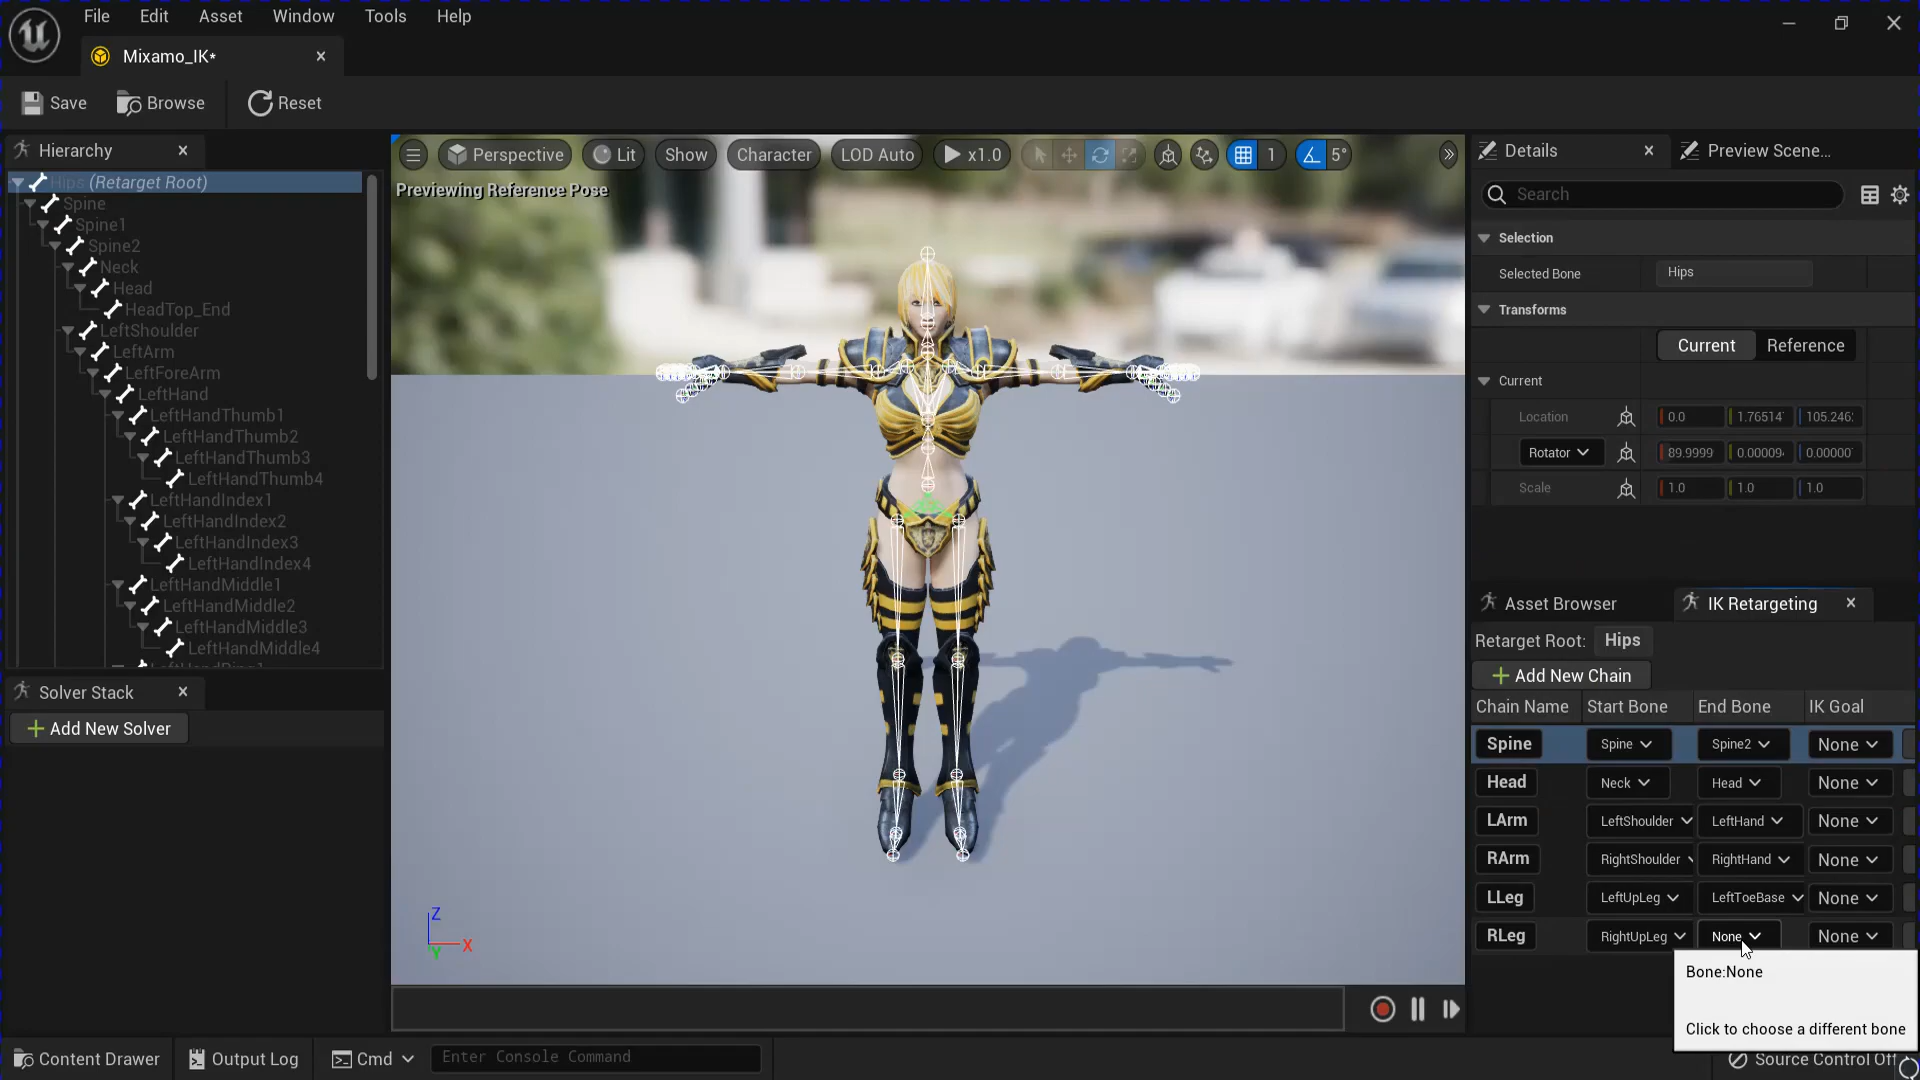 File Edit Asset Window Tools Help
Mixamo_IK*
Save Browse Reset
Hierarchy
Hips (Retarget Root)
Spine
Spine1
Spine2
Neck
Head
HeadTop_End
LeftShoulder
LeftArm
LeftForeArm
LeftHand
LeftHandThumb1
LeftHandThumb2
LeftHandThumb3
LeftHandThumb4
LeftHandIndex1
LeftHandIndex2
LeftHandIndex3
LeftHandIndex4
LeftHandMiddle1
LeftHandMiddle2
LeftHandMiddle3
LeftHandMiddle4
Solver Stack
Add New Solver
Perspective Lit Show Character LOD Auto x1.0 1 5°
Previewing Reference Pose
Z
X
Y
Details Preview Scene...
Search
Selection
Selected Bone Hips
Transforms
Current Reference
Current
Location 0.0 1.76514 105.246
Rotator 89.9999 0.00009 0.00000
Scale 1.0 1.0 1.0
Asset Browser IK Retargeting
Retarget Root: Hips
Add New Chain
Chain Name Start Bone End Bone IK Goal
Spine Spine Spine2 None
Head Neck Head None
LArm LeftShoulder LeftHand None
RArm RightShoulder RightHand None
LLeg LeftUpLeg LeftToeBase None
RLeg RightUpLeg None None
Bone:None
Click to choose a different bone
Content Drawer Output Log Cmd Enter Console Command Source Control Off